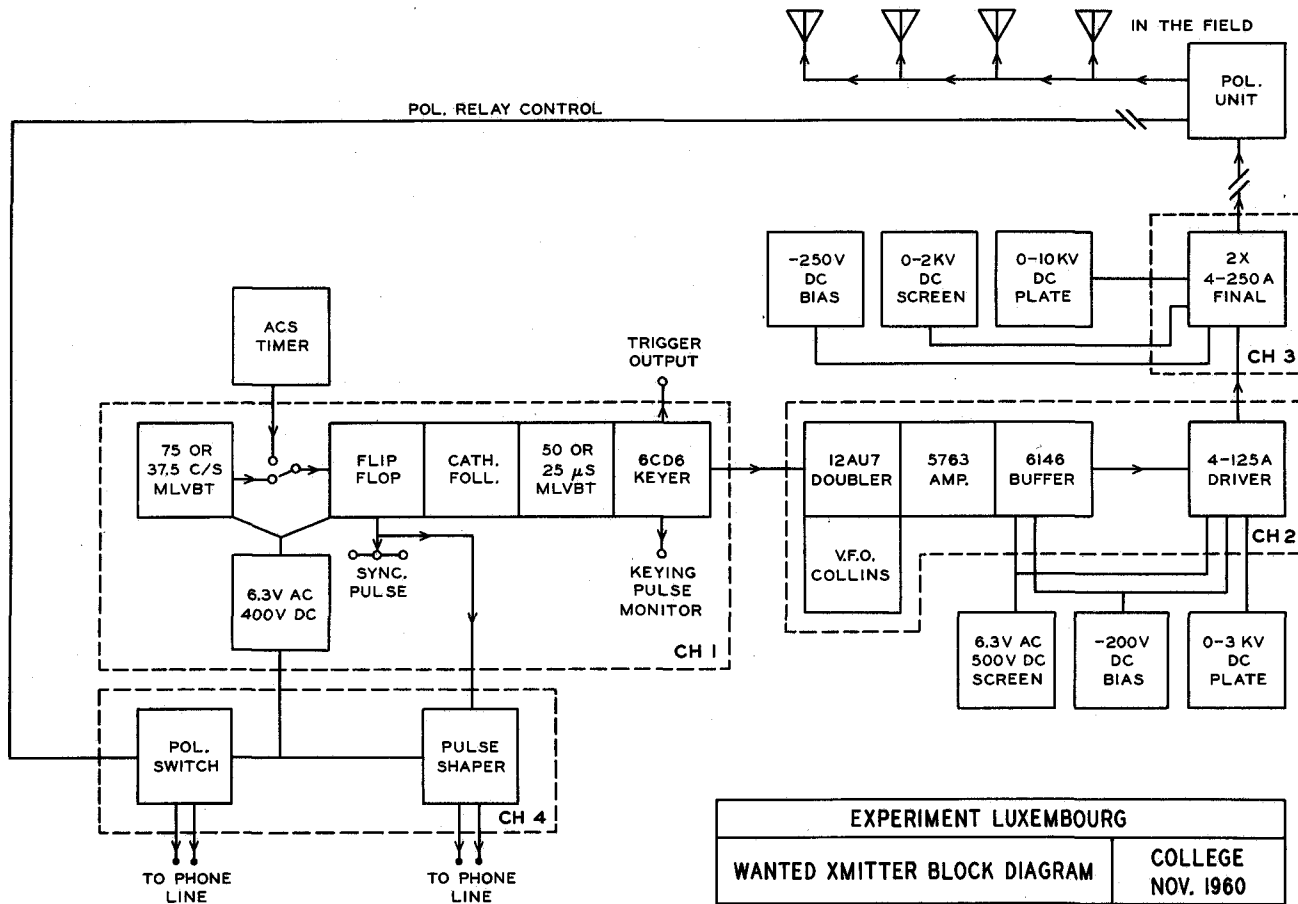 IN THE FIELD
POL.
UNIT
POL. RELAY CONTROL
-250V
DC
BIAS
0-2KV
DC
SCREEN
0-10KV
DC
PLATE
2X
4-250A
FINAL
CH 3
ACS
TIMER
TRIGGER
OUTPUT
75 OR
37.5 C/S
MLVBT
FLIP
FLOP
CATH.
FOLL.
50 OR
25 μS
MLVBT
6CD6
KEYER
12AU7
DOUBLER
5763
AMP.
6146
BUFFER
4-125A
DRIVER
CH 2
V.F.O.
COLLINS
SYNC.
PULSE
KEYING
PULSE
MONITOR
6.3V AC
400V DC
CH 1
6.3V AC
500V DC
SCREEN
-200V
DC
BIAS
0-3 KV
DC
PLATE
POL.
SWITCH
PULSE
SHAPER
CH 4
TO PHONE
LINE
TO PHONE
LINE
EXPERIMENT LUXEMBOURG
WANTED XMITTER BLOCK DIAGRAM
COLLEGE
NOV. 1960